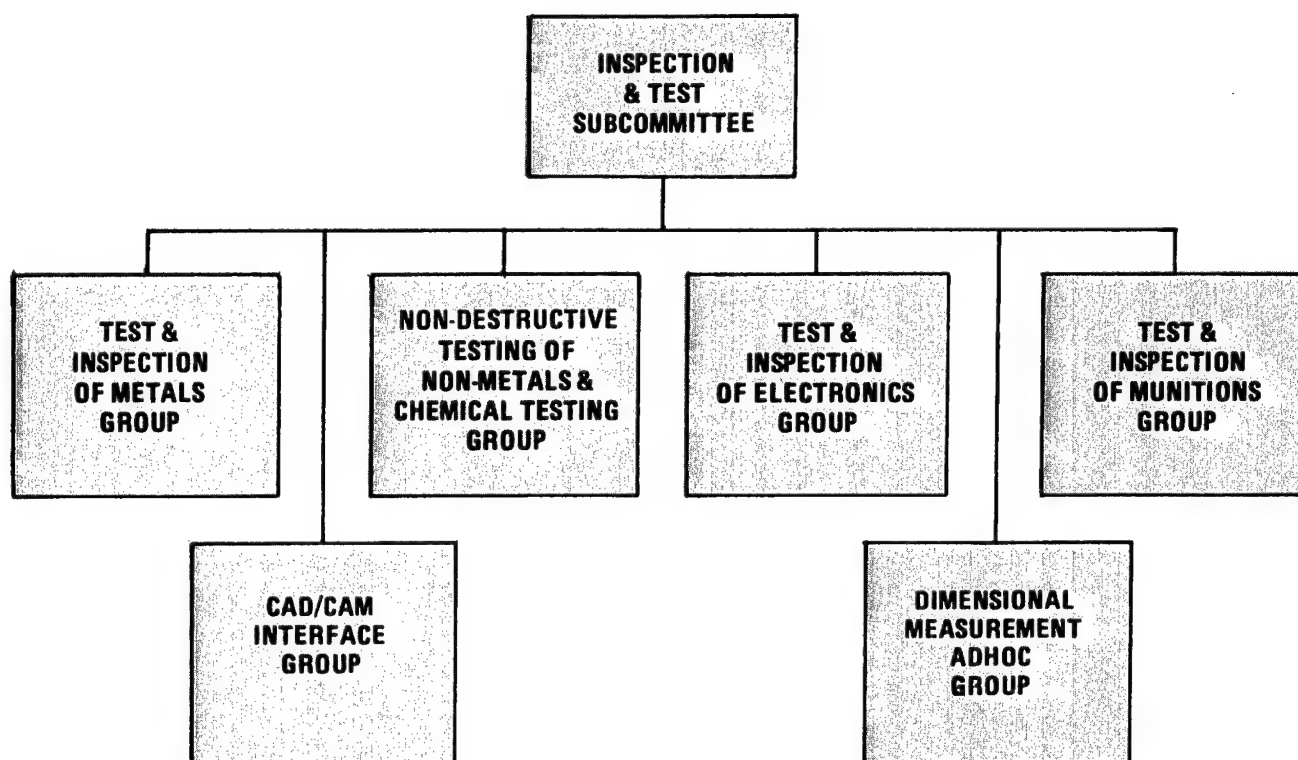 INSPECTION
& TEST
SUBCOMMITTEE
TEST &
INSPECTION
OF METALS
GROUP
NON-DESTRUCTIVE
TESTING OF
NON-METALS &
CHEMICAL TESTING
GROUP
TEST &
INSPECTION
OF ELECTRONICS
GROUP
TEST &
INSPECTION
OF MUNITIONS
GROUP
CAD/CAM
INTERFACE
GROUP
DIMENSIONAL
MEASUREMENT
ADHOC
GROUP